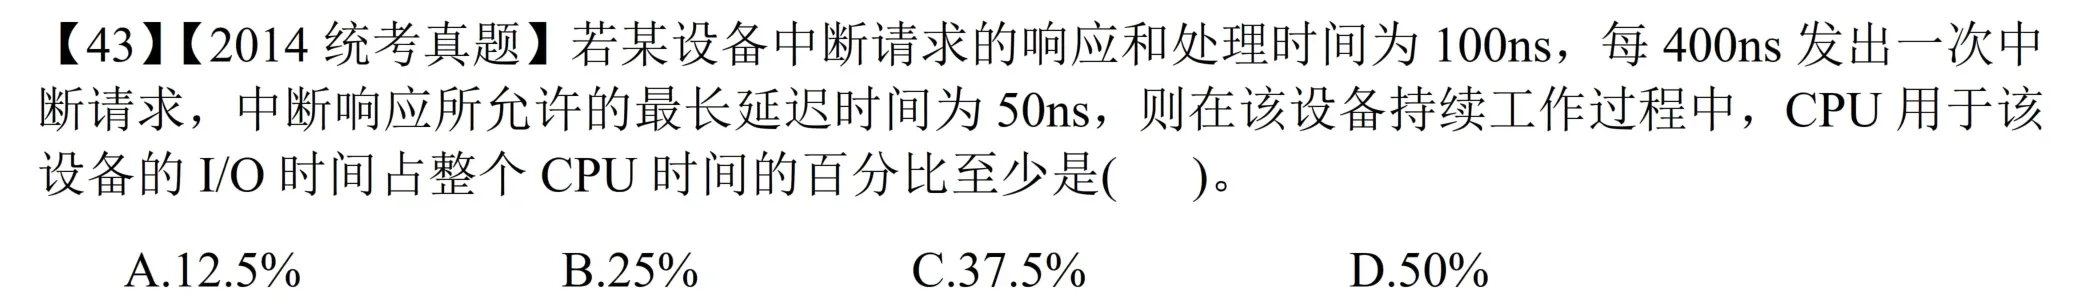 【43】【2014 统考真题】若某设备中断请求的响应和处理时间为 100ns，每 400ns 发出一次中
断请求，中断响应所允许的最长延迟时间为 50ns，则在该设备持续工作过程中，CPU 用于该
设备的 I/O 时间占整个 CPU 时间的百分比至少是(  )。
A.12.5% B.25% C.37.5% D.50%